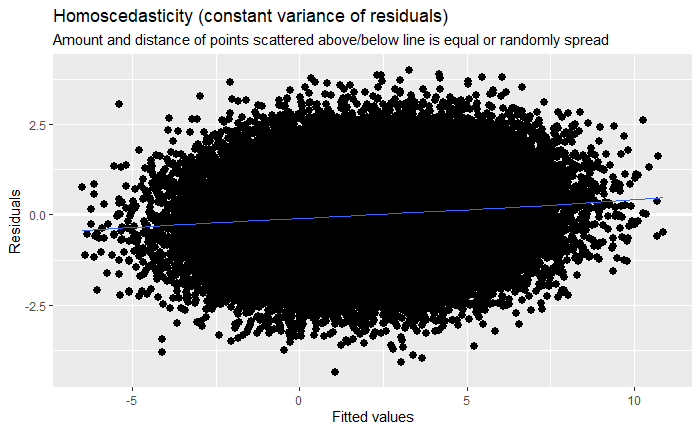 Homoscedasticity (constant variance of residuals)
Amount and distance of points scattered above/below line is equal or randomly spread
2.5
0.0
-2.5
Residuals
-5
0
5
10
Fitted values